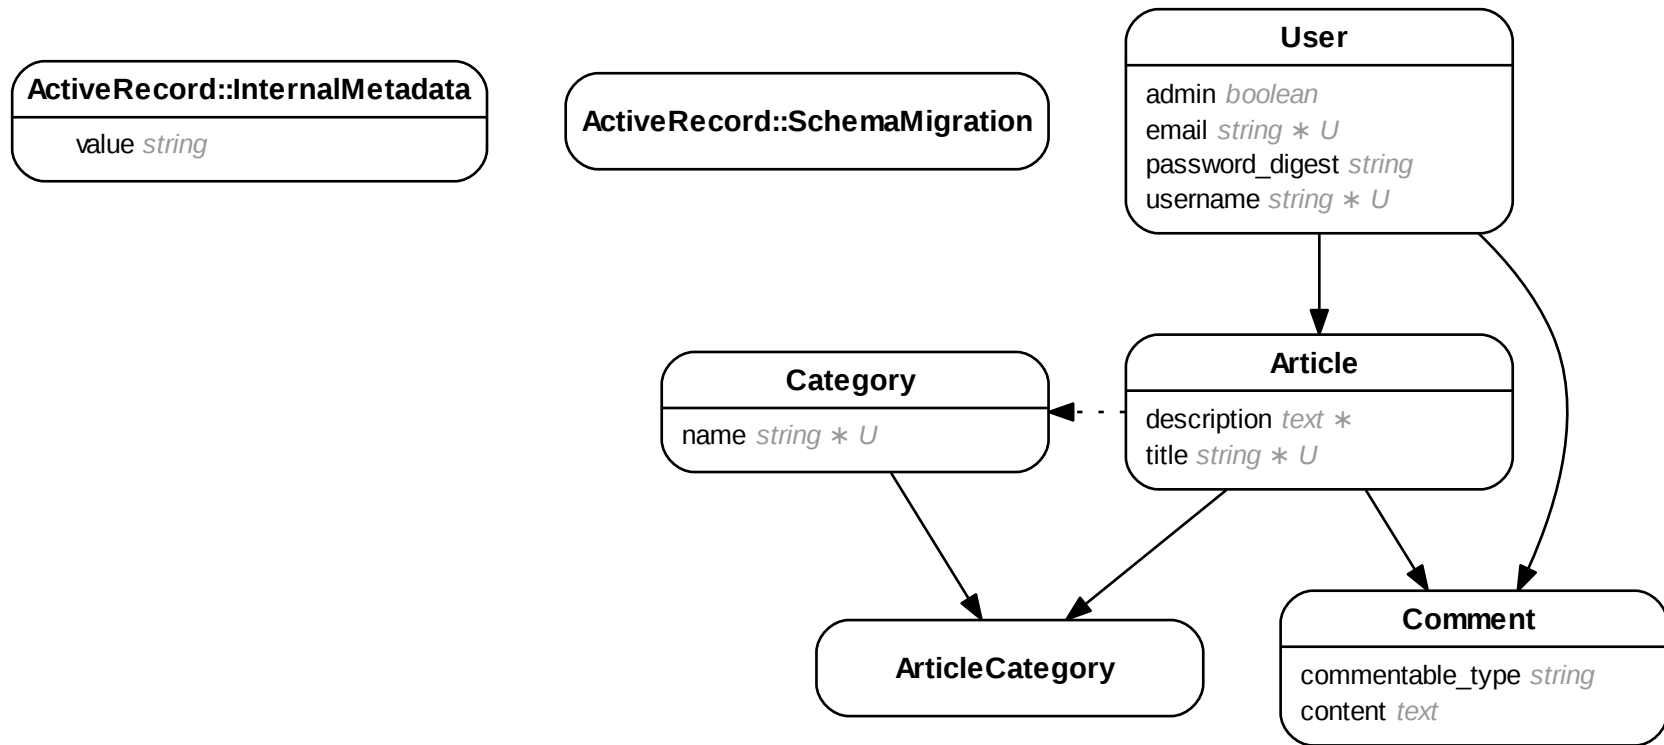 ActiveRecord::InternalMetadata
value string
ActiveRecord::SchemaMigration
User
admin boolean
email string ∗ U
password_digest string
username string ∗ U
Category
name string ∗ U
Article
description text ∗
title string ∗ U
ArticleCategory
Comment
commentable_type string
content text